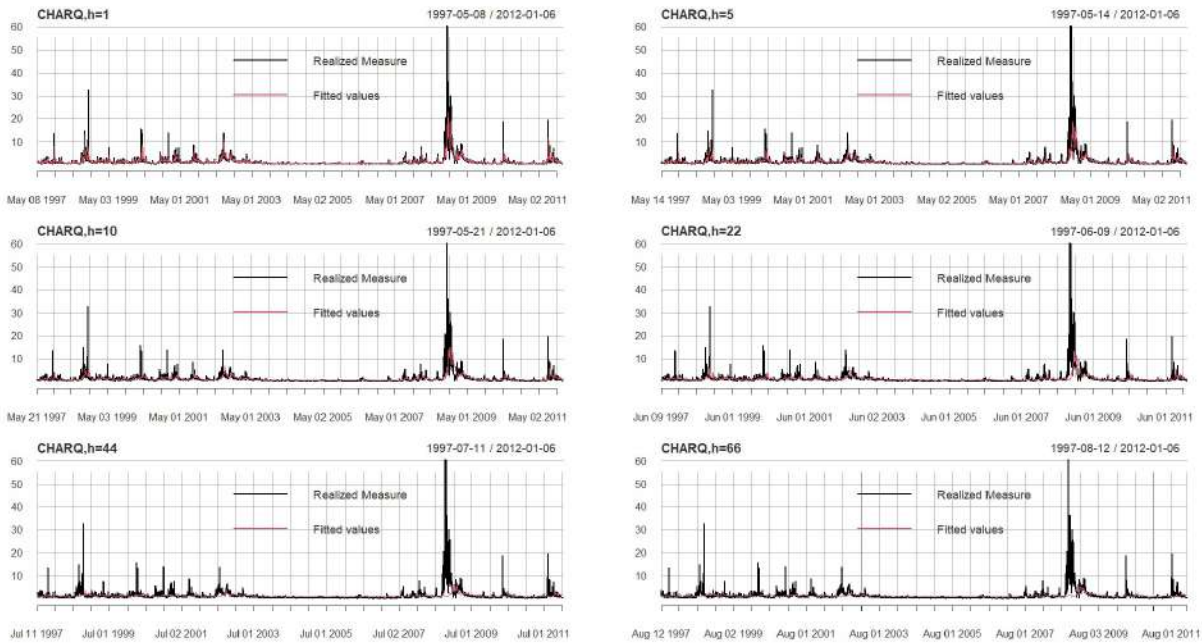 CHARQ,h=1 1997-05-08 / 2012-01-06
60
50
40
30
20
10
Realized Measure
Fitted values
May 08 1997 May 03 1999 May 01 2001 May 01 2003 May 02 2005 May 01 2007 May 01 2009 May 02 2011
CHARQ,h=5 1997-05-14 / 2012-01-06
60
50
40
30
20
10
Realized Measure
Fitted values
May 14 1997 May 03 1999 May 01 2001 May 01 2003 May 02 2005 May 01 2007 May 01 2009 May 02 2011
CHARQ,h=10 1997-05-21 / 2012-01-06
60
50
40
30
20
10
Realized Measure
Fitted values
May 21 1997 May 03 1999 May 01 2001 May 01 2003 May 02 2005 May 01 2007 May 01 2009 May 02 2011
CHARQ,h=22 1997-06-09 / 2012-01-06
60
50
40
30
20
10
Realized Measure
Fitted values
Jun 09 1997 Jun 01 1999 Jun 01 2001 Jun 02 2003 Jun 01 2005 Jun 01 2007 Jun 01 2009 Jun 01 2011
CHARQ,h=44 1997-07-11 / 2012-01-06
60
50
40
30
20
10
Realized Measure
Fitted values
Jul 11 1997 Jul 01 1999 Jul 02 2001 Jul 01 2003 Jul 01 2005 Jul 02 2007 Jul 01 2009 Jul 01 2011
CHARQ,h=66 1997-08-12 / 2012-01-06
60
50
40
30
20
10
Realized Measure
Fitted values
Aug 12 1997 Aug 02 1999 Aug 01 2001 Aug 01 2003 Aug 01 2005 Aug 01 2007 Aug 03 2009 Aug 01 2011